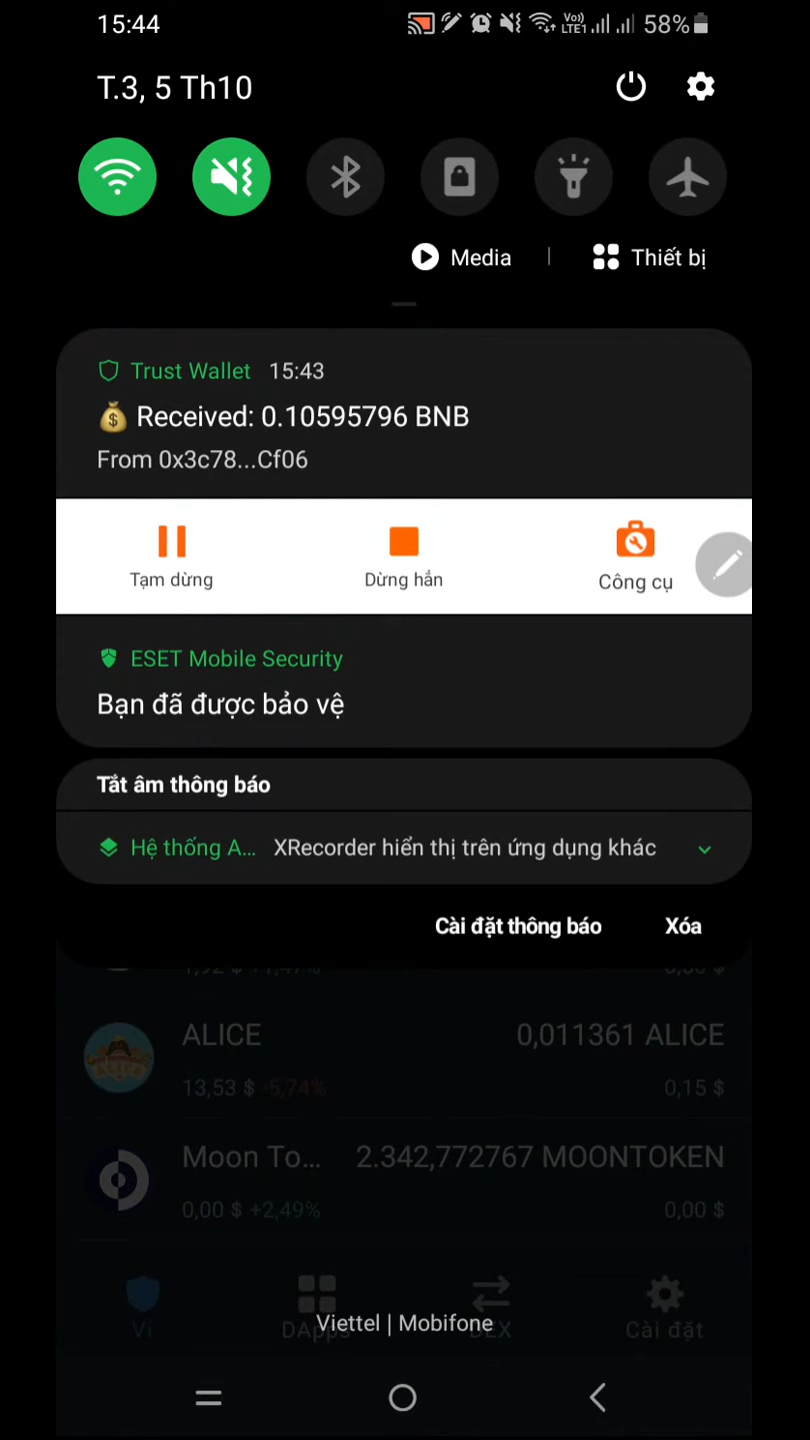 15:44
Vo) LTE1 58%
T.3, 5 Th10
Media | Thiết bị
Trust Wallet 15:43
Received: 0.10595796 BNB
From 0x3c78...Cf06
Tạm dừng Dừng hẳn Công cụ
ESET Mobile Security
Bạn đã được bảo vệ
Tắt âm thông báo
Hệ thống A... XRecorder hiển thị trên ứng dụng khác
Cài đặt thông báo Xóa
ALICE 0,011361 ALICE
13,53 $ -5,74% 0,15 $
Moon To... 2.342,772767 MOONTOKEN
0,00 $ +2,49% 0,00 $
Viettel | Mobifone
Ví DApps DEX Cài đặt